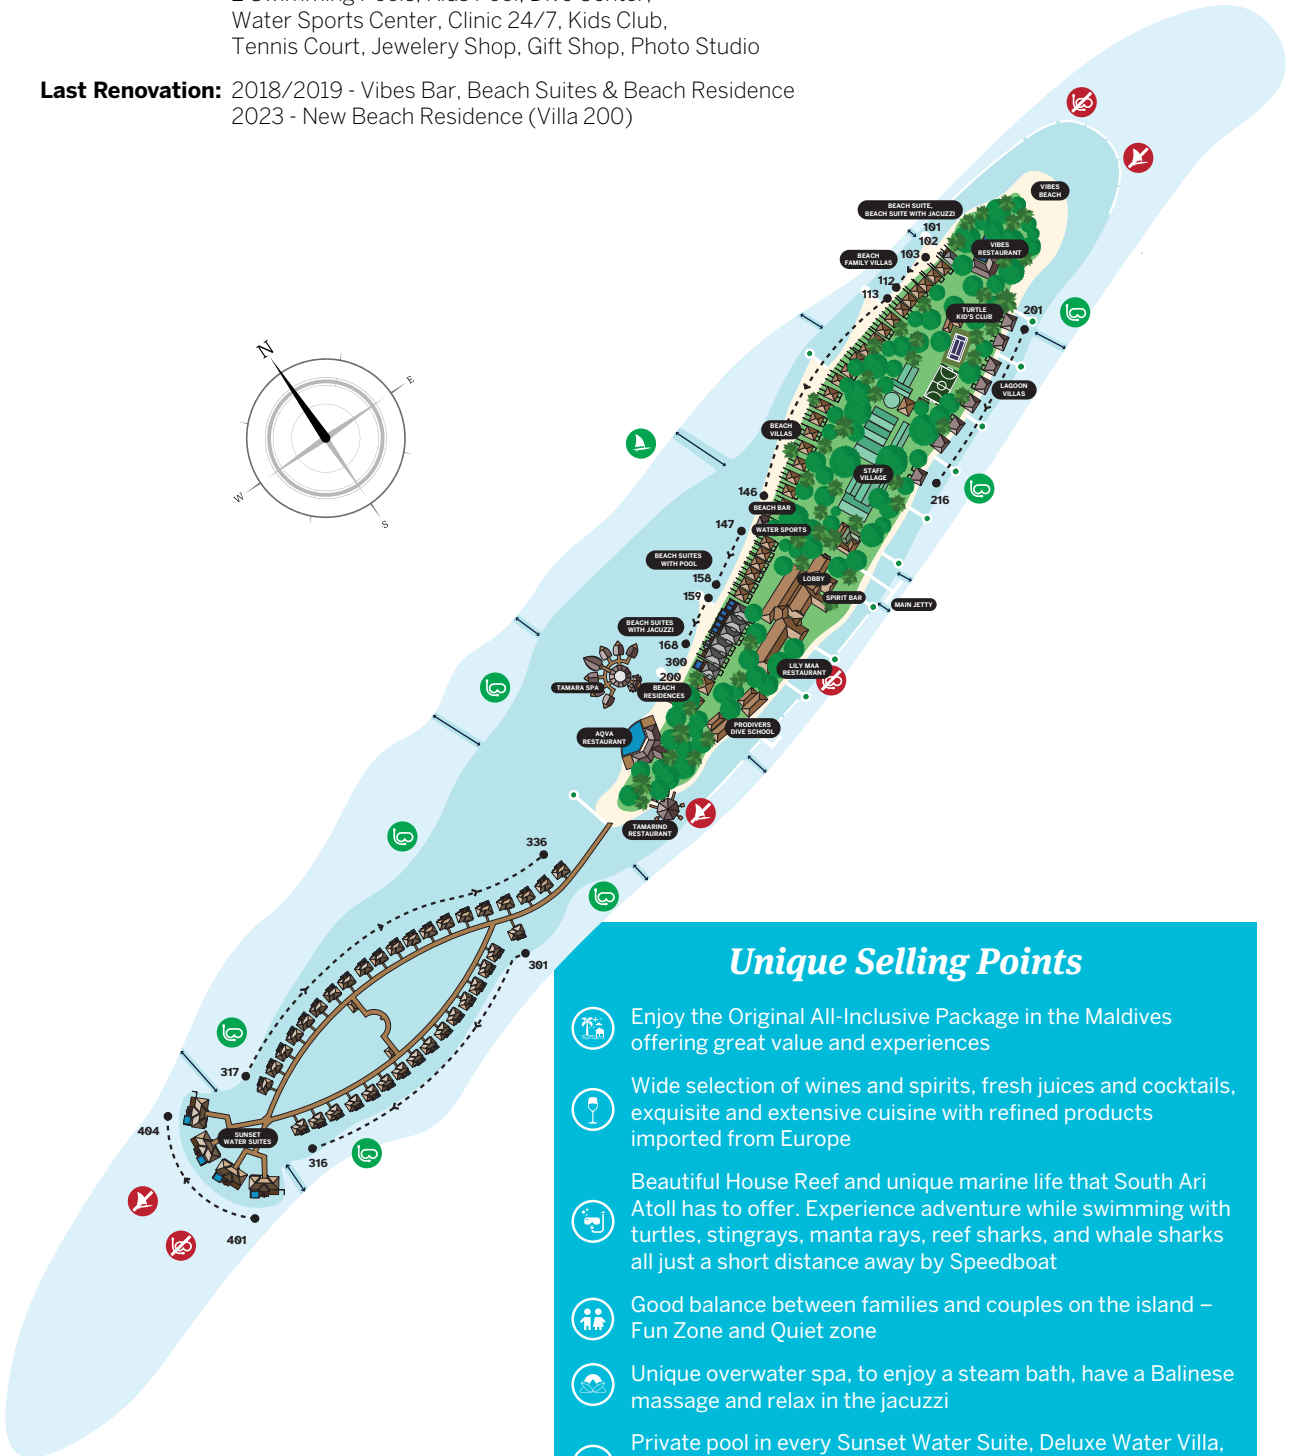 2 Swimming Pools, Kids Pool, Dive Center,
Water Sports Center, Clinic 24/7, Kids Club,
Tennis Court, Jewelery Shop, Gift Shop, Photo Studio
Last Renovation: 2018/2019 - Vibes Bar, Beach Suites & Beach Residence
2023 - New Beach Residence (Villa 200)
VIBES
BEACH
BEACH SUITE,
BEACH SUITE WITH JACUZZI
101
102
VIBES
RESTAURANT
103
BEACH
FAMILY VILLAS
112
113
TURTLE
KID'S CLUB
201
N
E
W
S
LAGOON
VILLAS
BEACH
VILLAS
STAFF
VILLAGE
146
216
BEACH BAR
147
WATER SPORTS
BEACH SUITES
WITH POOL
158
LOBBY
159
SPIRIT BAR
MAIN JETTY
BEACH SUITES
WITH JACUZZI
168
300
LILY MAA
RESTAURANT
200
TAMARA SPA
BEACH
RESIDENCES
PRODIVERS
DIVE SCHOOL
AQVA
RESTAURANT
TAMARIND
RESTAURANT
336
301
317
404
SUNSET
WATER SUITES
316
401
Unique Selling Points
Enjoy the Original All-Inclusive Package in the Maldives
offering great value and experiences
Wide selection of wines and spirits, fresh juices and cocktails,
exquisite and extensive cuisine with refined products
imported from Europe
Beautiful House Reef and unique marine life that South Ari
Atoll has to offer. Experience adventure while swimming with
turtles, stingrays, manta rays, reef sharks, and whale sharks
all just a short distance away by Speedboat
Good balance between families and couples on the island –
Fun Zone and Quiet zone
Unique overwater spa, to enjoy a steam bath, have a Balinese
massage and relax in the jacuzzi
Private pool in every Sunset Water Suite, Deluxe Water Villa,